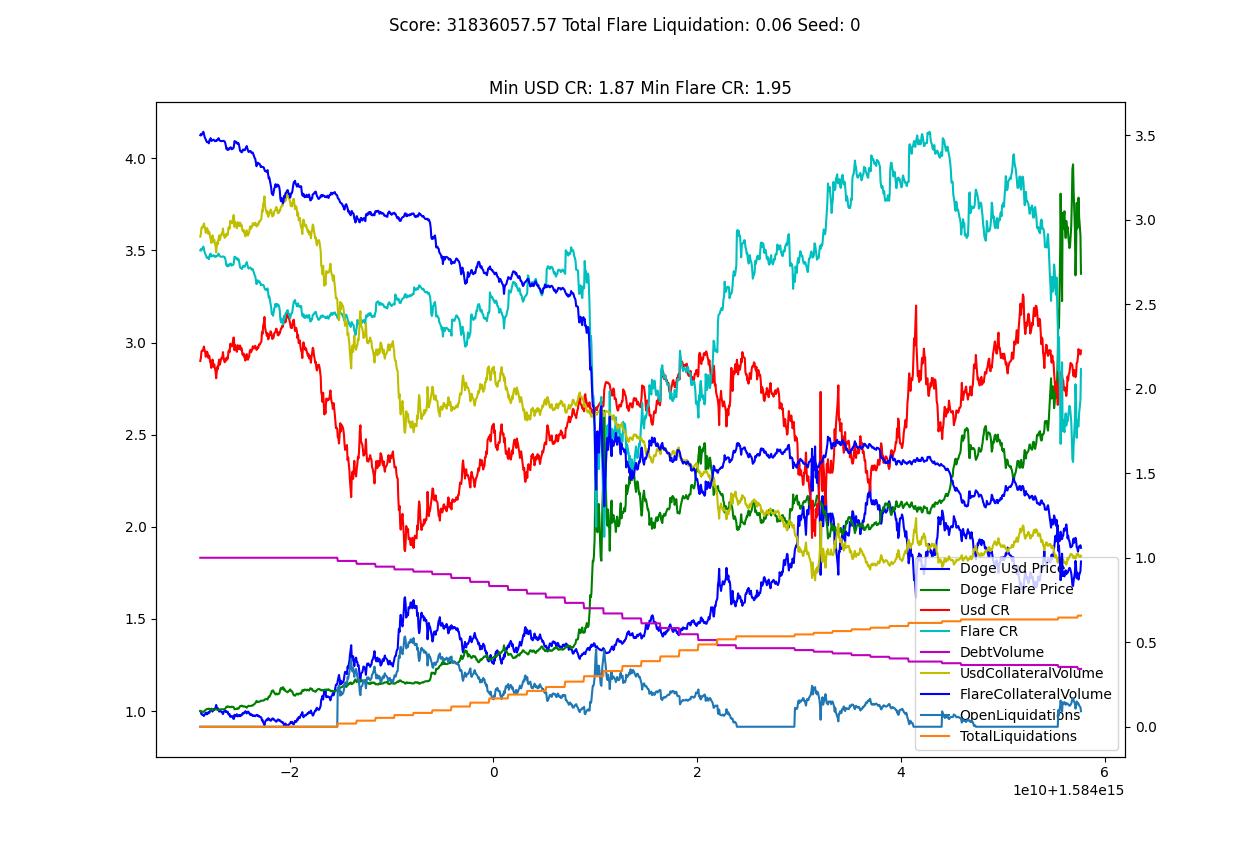 Score: 31836057.57 Total Flare Liquidation: 0.06 Seed: 0
Min USD CR: 1.87 Min Flare CR: 1.95
4.0
3.5
3.0
2.5
2.0
1.5
1.0
3.5
3.0
2.5
2.0
1.5
1.0
0.5
0.0
Doge Usd Price
Doge Flare Price
Usd CR
Flare CR
DebtVolume
UsdCollateralVolume
FlareCollateralVolume
OpenLiquidations
TotalLiquidations
−2 0 2 4 6
1e10+1.584e15